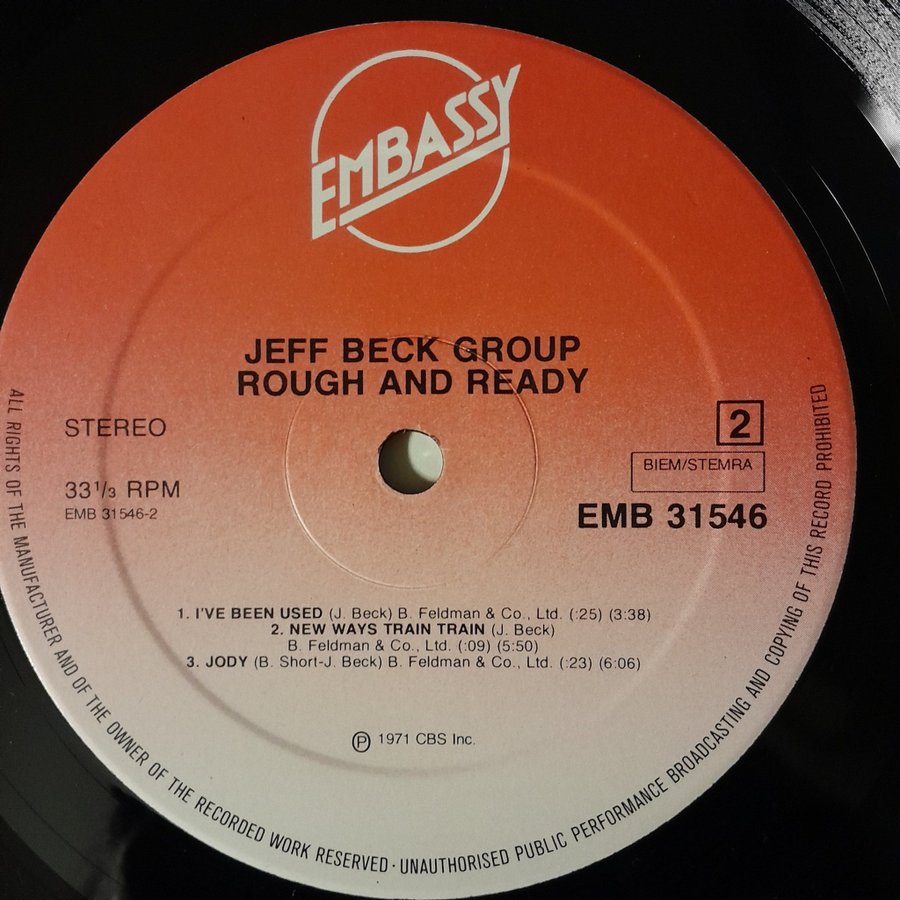 EMBASSY
JEFF BECK GROUP
ROUGH AND READY
STEREO
2
BIEM/STEMRA
33 1/3 RPM
EMB 31546-2
EMB 31546
1. I'VE BEEN USED (J. Beck) B. Feldman & Co., Ltd. (:25) (3:38)
2. NEW WAYS TRAIN TRAIN (J. Beck)
B. Feldman & Co., Ltd. (:09) (5:50)
3. JODY (B. Short-J. Beck) B. Feldman & Co., Ltd. (:23) (6:06)
Ⓟ 1971 CBS Inc.
ALL RIGHTS OF THE MANUFACTURER AND OF THE OWNER OF THE RECORDED WORK RESERVED · UNAUTHORISED PUBLIC PERFORMANCE BROADCASTING AND COPYING OF THIS RECORD PROHIBITED